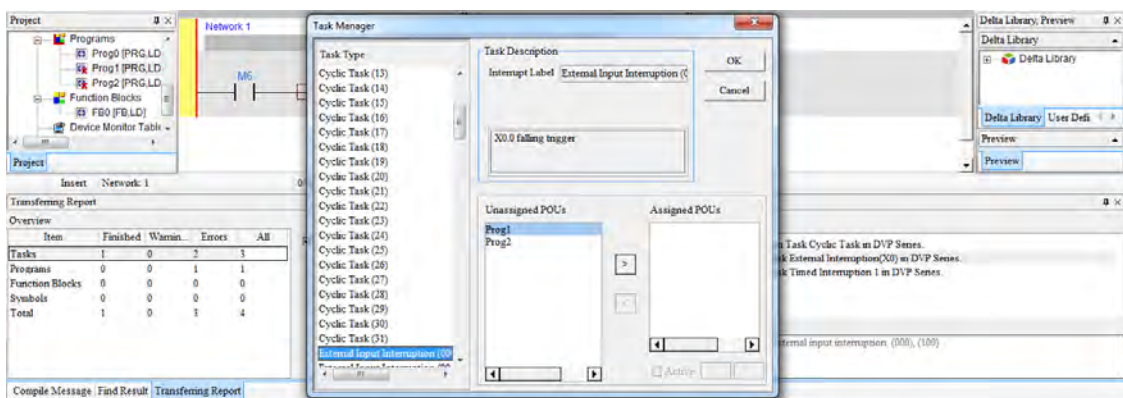 Project
Programs
Prog0 [PRG,LD
Prog1 [PRG,LD
Prog2 [PRG,LD
Function Blocks
FB0 [FB,LD]
Device Monitor Table
Project
Network 1
M6
Insert Network: 1
Transferring Report
Overview
Item Finished Warnin... Errors All
Tasks 1 0 2 3
Programs 0 0 1 1
Function Blocks 0 0 0 0
Symbols 0 0 0 0
Total 1 0 3 4
Compile Message Find Result Transferring Report
Task Manager
Task Type
Cyclic Task (13)
Cyclic Task (14)
Cyclic Task (15)
Cyclic Task (16)
Cyclic Task (17)
Cyclic Task (18)
Cyclic Task (19)
Cyclic Task (20)
Cyclic Task (21)
Cyclic Task (22)
Cyclic Task (23)
Cyclic Task (24)
Cyclic Task (25)
Cyclic Task (26)
Cyclic Task (27)
Cyclic Task (28)
Cyclic Task (29)
Cyclic Task (30)
Cyclic Task (31)
External Input Interruption (00
Task Description
Interrupt Label External Input Interruption (0
X0.0 falling trigger
OK
Cancel
Unassigned POUs
Prog1
Prog2
>
<
Assigned POUs
Active
Delta Library, Preview
Delta Library
Delta Library
Delta Library User Defi
Preview
Preview
Task Cyclic Task in DVP Series.
External Interruption(X0) in DVP Series.
Timed Interruption 1 in DVP Series.
external input interruption. (000), (100)